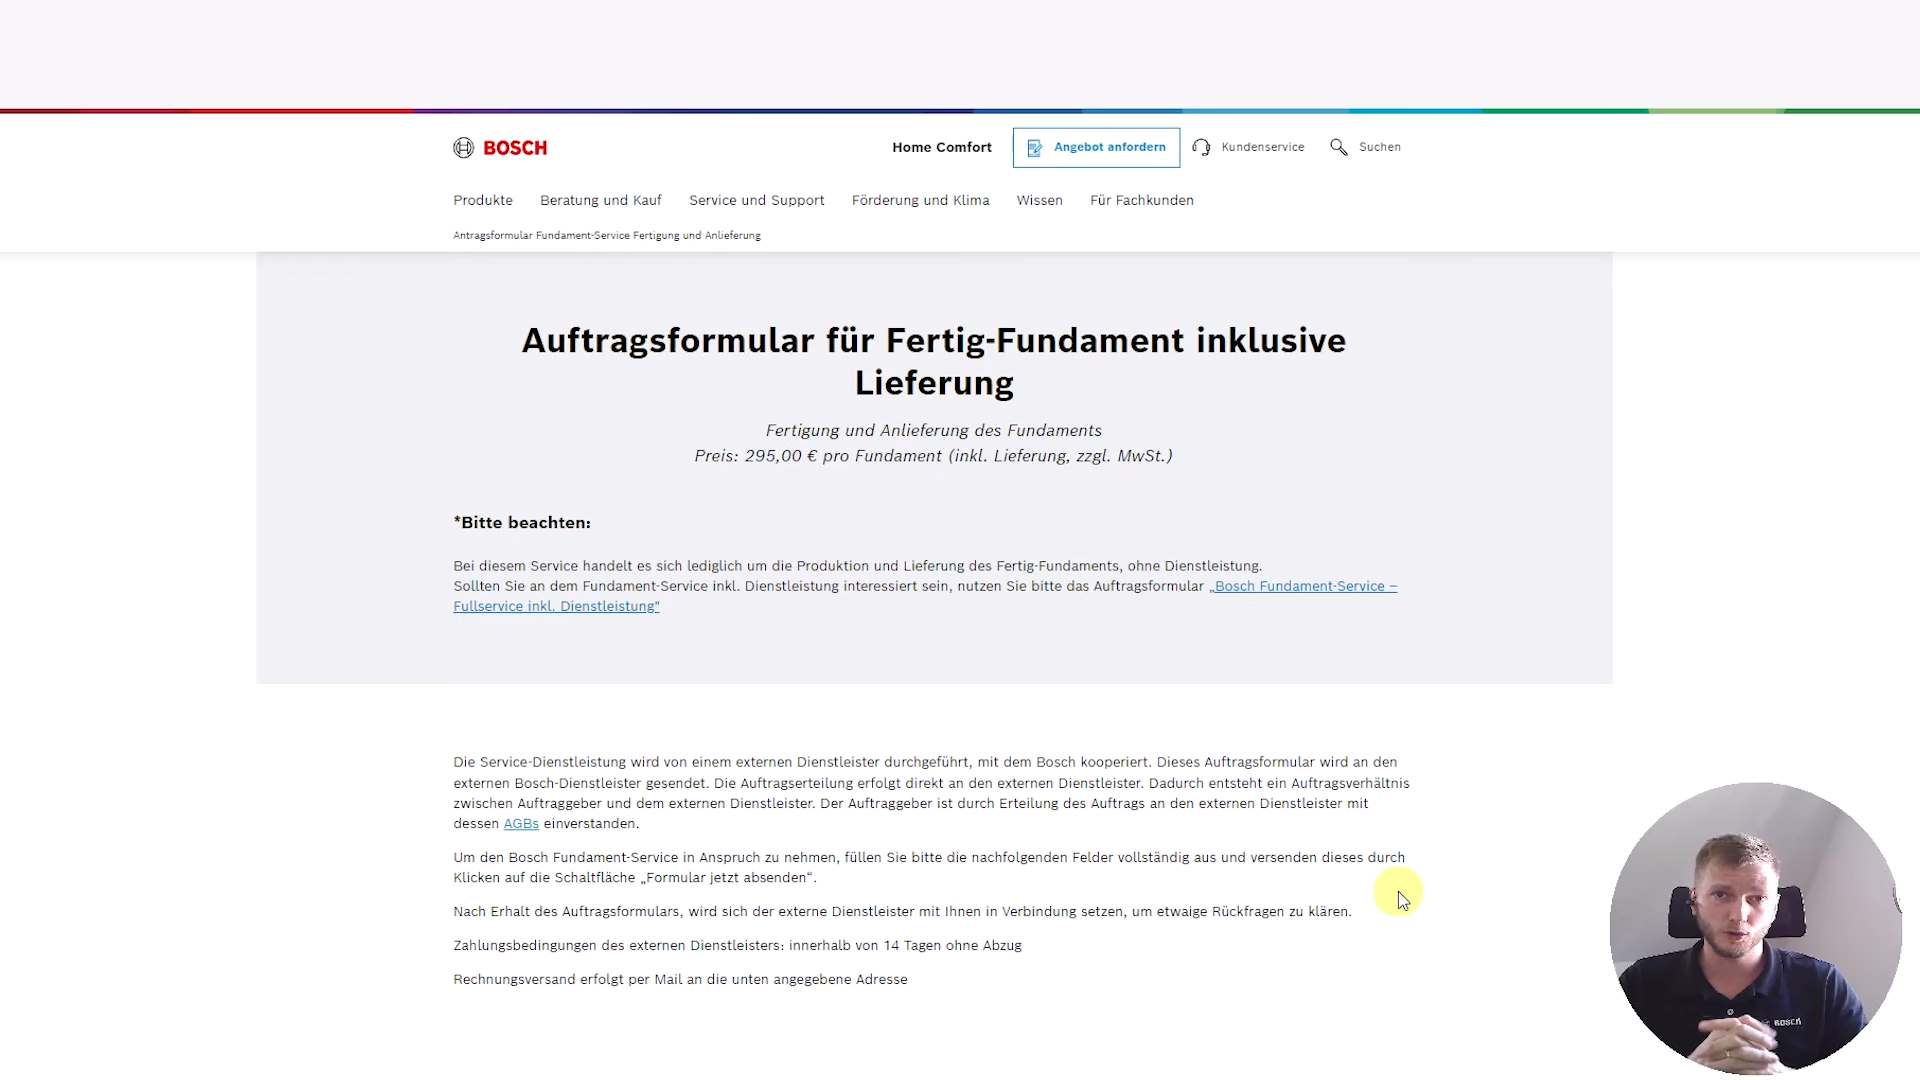 BOSCH
Home Comfort
Angebot anfordern
Kundenservice
Suchen
Produkte
Beratung und Kauf
Service und Support
Förderung und Klima
Wissen
Für Fachkunden
Antragsformular Fundament-Service Fertigung und Anlieferung
Auftragsformular für Fertig-Fundament inklusive
Lieferung
Fertigung und Anlieferung des Fundaments
Preis: 295,00 € pro Fundament (inkl. Lieferung, zzgl. MwSt.)
*Bitte beachten:
Bei diesem Service handelt es sich lediglich um die Produktion und Lieferung des Fertig-Fundaments, ohne Dienstleistung.
Sollten Sie an dem Fundament-Service inkl. Dienstleistung interessiert sein, nutzen Sie bitte das Auftragsformular „Bosch Fundament-Service –
Fullservice inkl. Dienstleistung"
Die Service-Dienstleistung wird von einem externen Dienstleister durchgeführt, mit dem Bosch kooperiert. Dieses Auftragsformular wird an den
externen Bosch-Dienstleister gesendet. Die Auftragserteilung erfolgt direkt an den externen Dienstleister. Dadurch entsteht ein Auftragsverhältnis
zwischen Auftraggeber und dem externen Dienstleister. Der Auftraggeber ist durch Erteilung des Auftrags an den externen Dienstleister mit
dessen AGBs einverstanden.
Um den Bosch Fundament-Service in Anspruch zu nehmen, füllen Sie bitte die nachfolgenden Felder vollständig aus und versenden dieses durch
Klicken auf die Schaltfläche „Formular jetzt absenden“.
Nach Erhalt des Auftragsformulars, wird sich der externe Dienstleister mit Ihnen in Verbindung setzen, um etwaige Rückfragen zu klären.
Zahlungsbedingungen des externen Dienstleisters: innerhalb von 14 Tagen ohne Abzug
Rechnungsversand erfolgt per Mail an die unten angegebene Adresse
BOSCH